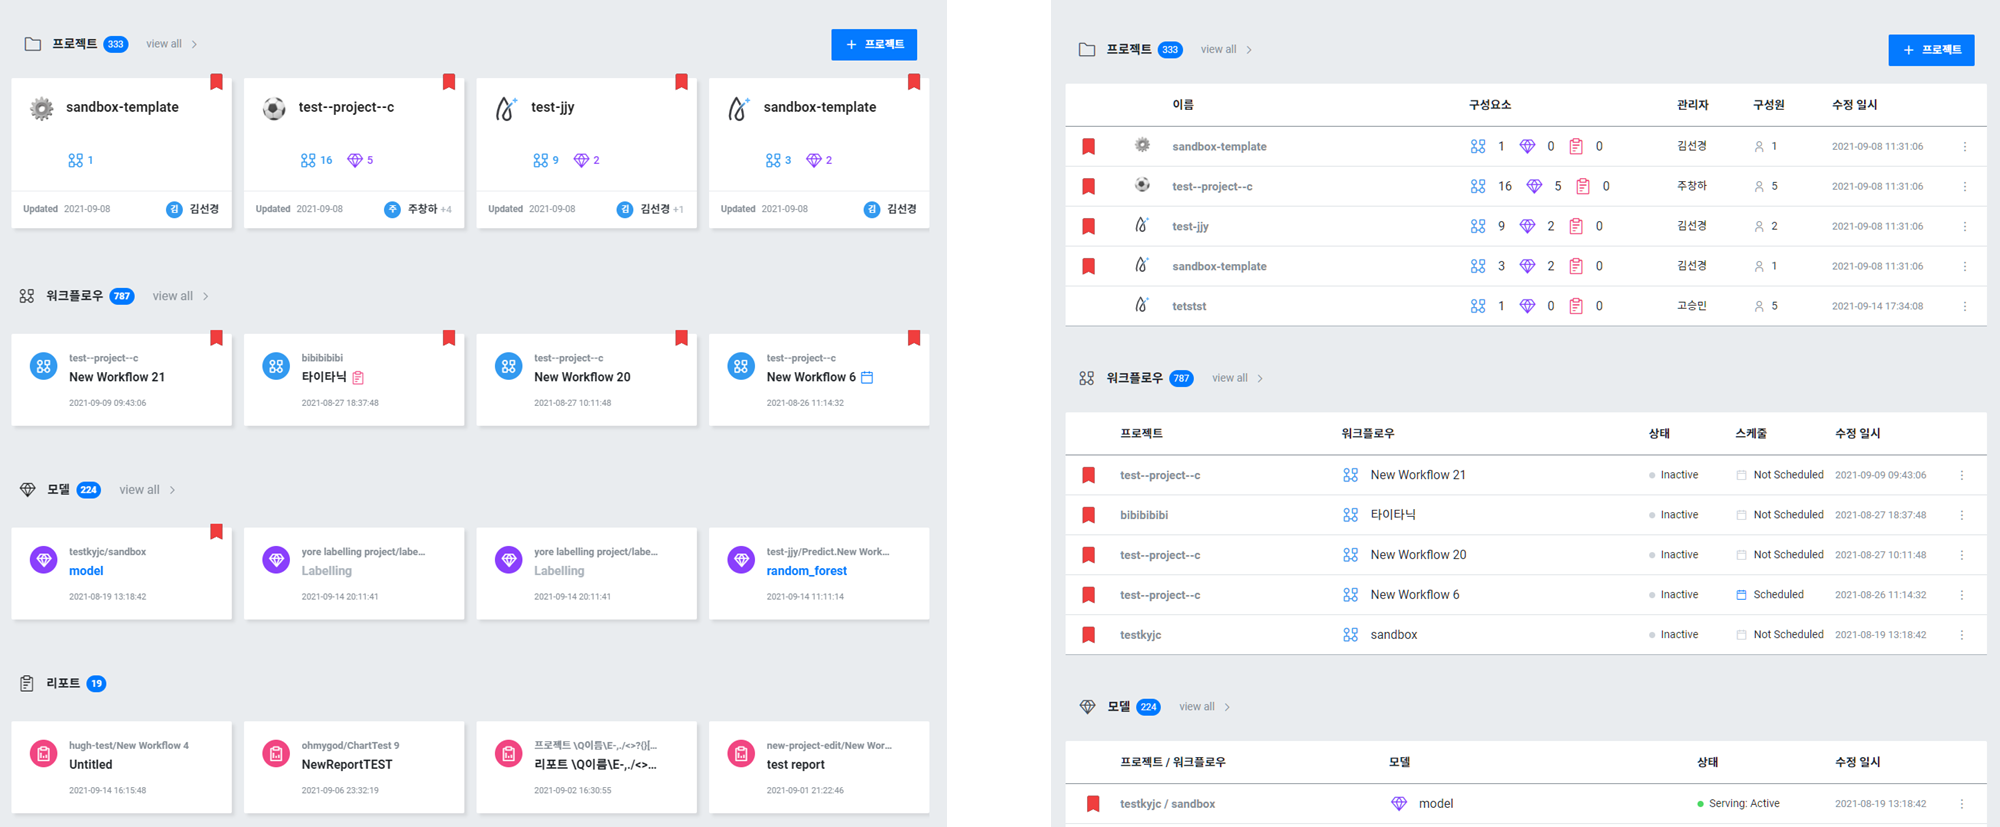 프로젝트 333 view all
+ 프로젝트
sandbox-template
1
Updated 2021-09-08 김 김선경
test--project--c
16 5
Updated 2021-09-08 주 주창하 +4
test-jjy
9 2
Updated 2021-09-08 김 김선경 +1
sandbox-template
3 2
Updated 2021-09-08 김 김선경
워크플로우 787 view all
test--project--c
New Workflow 21
2021-09-09 09:43:06
bibibibibi
타이타닉
2021-08-27 18:37:48
test--project--c
New Workflow 20
2021-08-27 10:11:48
test--project--c
New Workflow 6
2021-08-26 11:14:32
모델 224 view all
testkyjc/sandbox
model
2021-08-19 13:18:42
yore labelling project/labe...
Labelling
2021-09-14 20:11:41
yore labelling project/labe...
Labelling
2021-09-14 20:11:41
test-jjy/Predict.New Work...
random_forest
2021-09-14 11:11:14
리포트 19
hugh-test/New Workflow 4
Untitled
2021-09-14 16:15:48
ohmygod/ChartTest 9
NewReportTEST
2021-09-06 23:32:19
프로젝트 \Q이름\E-,./<>?{}[...
리포트 \Q이름\E-,./<>...
2021-09-02 16:30:55
new-project-edit/New Wor...
test report
2021-09-01 21:22:46
프로젝트 333 view all
+ 프로젝트
이름 구성요소 관리자 구성원 수정 일시
sandbox-template 1 0 0 김선경 1 2021-09-08 11:31:06
test--project--c 16 5 0 주창하 5 2021-09-08 11:31:06
test-jjy 9 2 0 김선경 2 2021-09-08 11:31:06
sandbox-template 3 2 0 김선경 1 2021-09-08 11:31:06
tetstst 1 0 0 고승민 5 2021-09-14 17:34:08
워크플로우 787 view all
프로젝트 워크플로우 상태 스케줄 수정 일시
test--project--c New Workflow 21 Inactive Not Scheduled 2021-09-09 09:43:06
bibibibibi 타이타닉 Inactive Not Scheduled 2021-08-27 18:37:48
test--project--c New Workflow 20 Inactive Not Scheduled 2021-08-27 10:11:48
test--project--c New Workflow 6 Inactive Scheduled 2021-08-26 11:14:32
testkyjc sandbox Inactive Not Scheduled 2021-08-19 13:18:42
모델 224 view all
프로젝트 / 워크플로우 모델 상태 수정 일시
testkyjc / sandbox model Serving: Active 2021-08-19 13:18:42